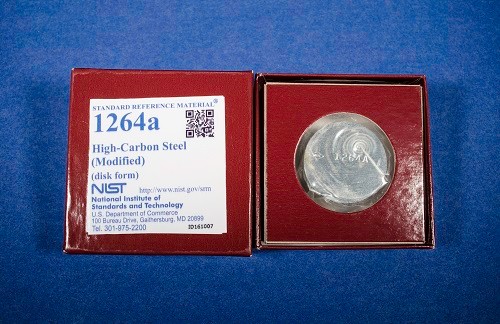 STANDARD REFERENCE MATERIAL®
1264a
High-Carbon Steel
(Modified)
(disk form)
NIST http://www.nist.gov/srm
National Institute of
Standards and Technology
U.S. Department of Commerce
100 Bureau Drive, Gaithersburg, MD 20899
Tel. 301-975-2200 ID161007
1264A